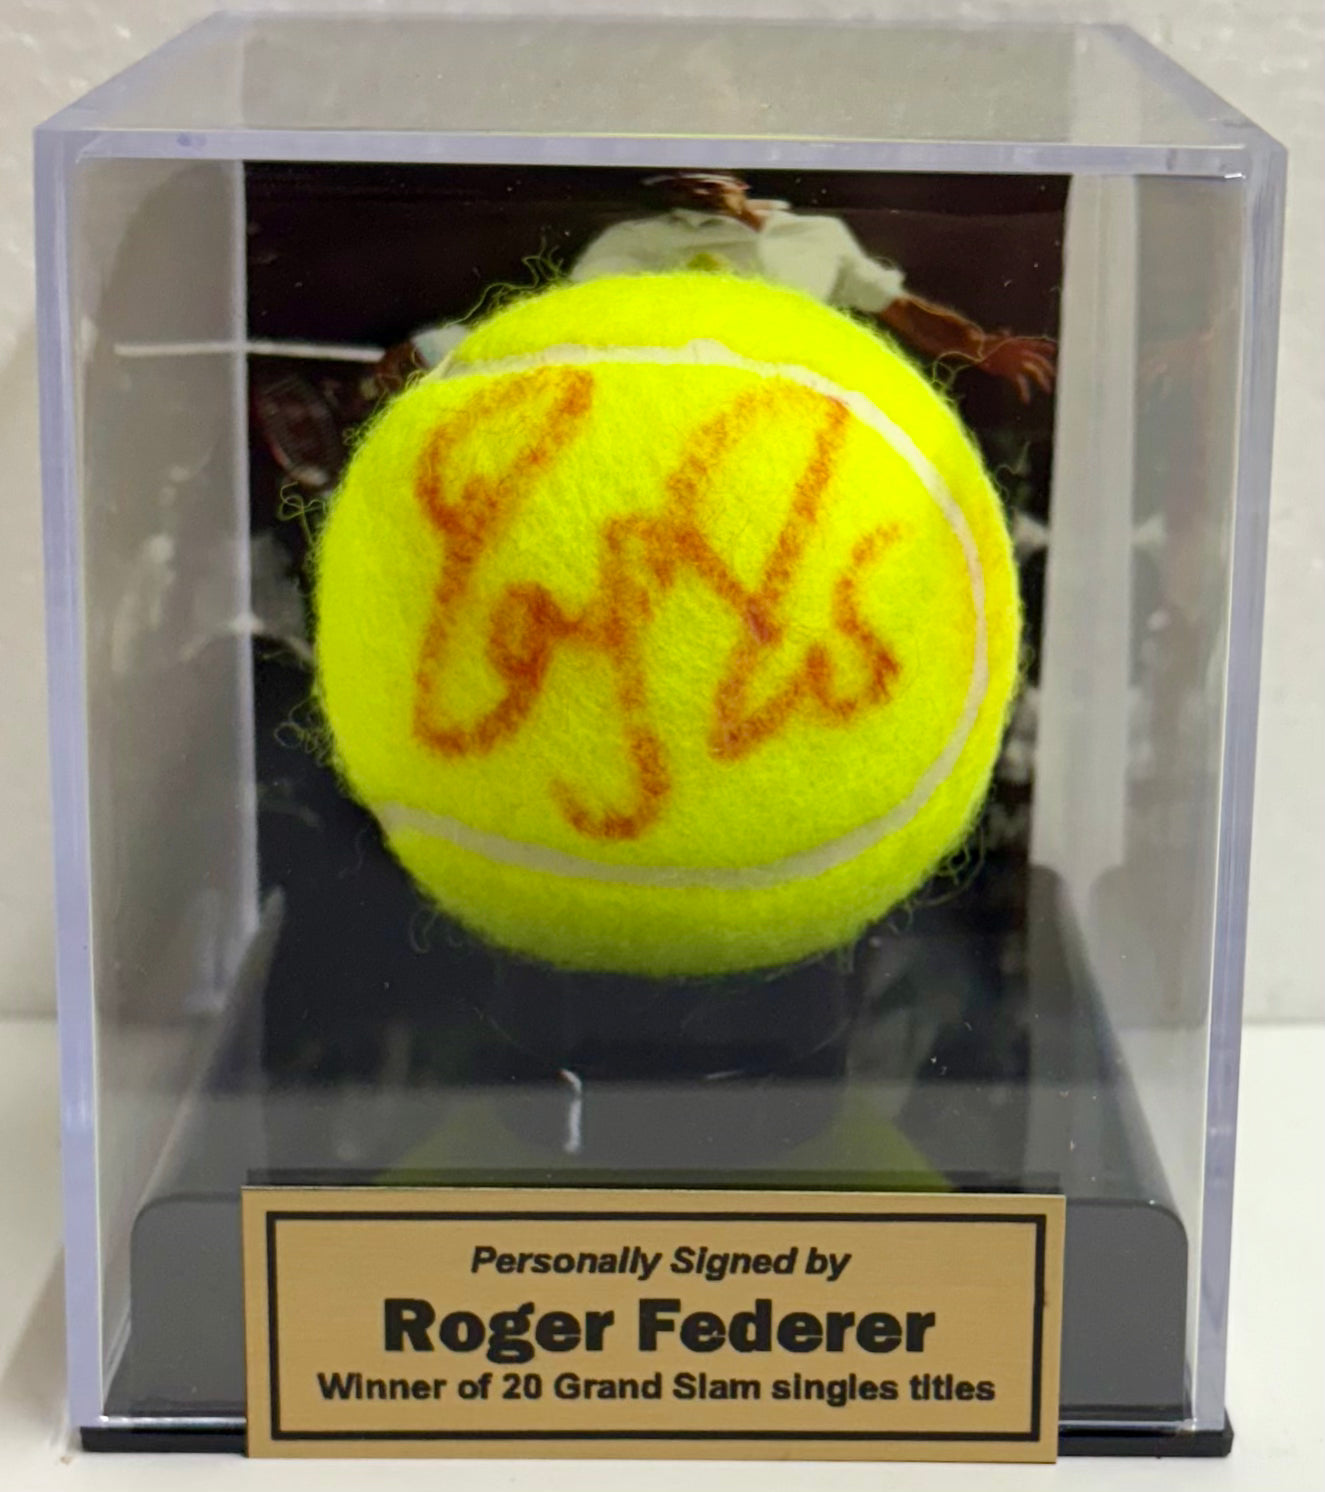 Personally Signed by
Roger Federer
Winner of 20 Grand Slam singles titles